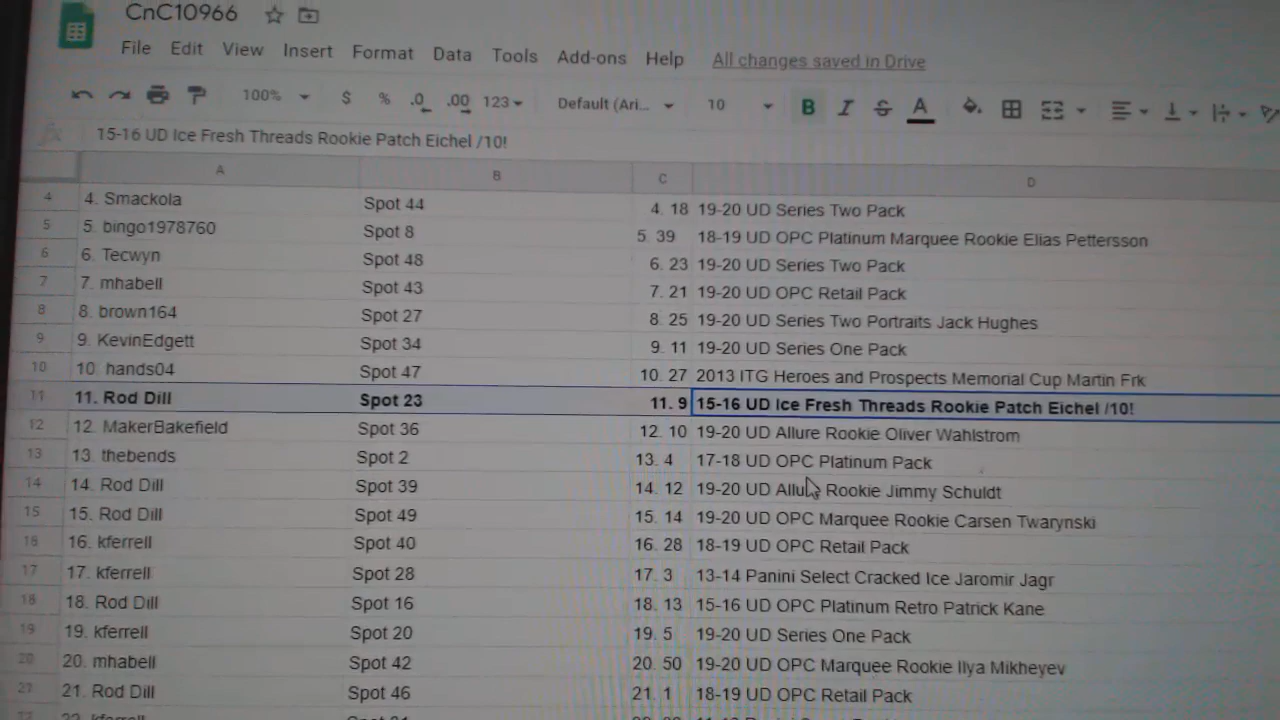 CnC10966
File Edit View Insert Format Data Tools Add-ons Help All changes saved in Drive
100% $ % .0 .00 123 Default (Ari... 10 B I S A
fx 15-16 UD Ice Fresh Threads Rookie Patch Eichel /10!
A B C D
4 4. Smackola Spot 44 4. 18 19-20 UD Series Two Pack
5 5. bingo1978760 Spot 8 5. 39 18-19 UD OPC Platinum Marquee Rookie Elias Pettersson
6 6. Tecwyn Spot 48 6. 23 19-20 UD Series Two Pack
7 7. mhabell Spot 43 7. 21 19-20 UD OPC Retail Pack
8 8. brown164 Spot 27 8. 25 19-20 UD Series Two Portraits Jack Hughes
9 9. KevinEdgett Spot 34 9. 11 19-20 UD Series One Pack
10 10. hands04 Spot 47 10. 27 2013 ITG Heroes and Prospects Memorial Cup Martin Frk
11 11. Rod Dill Spot 23 11. 9 15-16 UD Ice Fresh Threads Rookie Patch Eichel /10!
12 12. MakerBakefield Spot 36 12. 10 19-20 UD Allure Rookie Oliver Wahlstrom
13 13. thebends Spot 2 13. 4 17-18 UD OPC Platinum Pack
14 14. Rod Dill Spot 39 14. 12 19-20 UD Allure Rookie Jimmy Schuldt
15 15. Rod Dill Spot 49 15. 14 19-20 UD OPC Marquee Rookie Carsen Twarynski
16 16. kferrell Spot 40 16. 28 18-19 UD OPC Retail Pack
17 17. kferrell Spot 28 17. 3 13-14 Panini Select Cracked Ice Jaromir Jagr
18 18. Rod Dill Spot 16 18. 13 15-16 UD OPC Platinum Retro Patrick Kane
19 19. kferrell Spot 20 19. 5 19-20 UD Series One Pack
20 20. mhabell Spot 42 20. 50 19-20 UD OPC Marquee Rookie Ilya Mikheyev
21 21. Rod Dill Spot 46 21. 1 18-19 UD OPC Retail Pack
22. kferrell